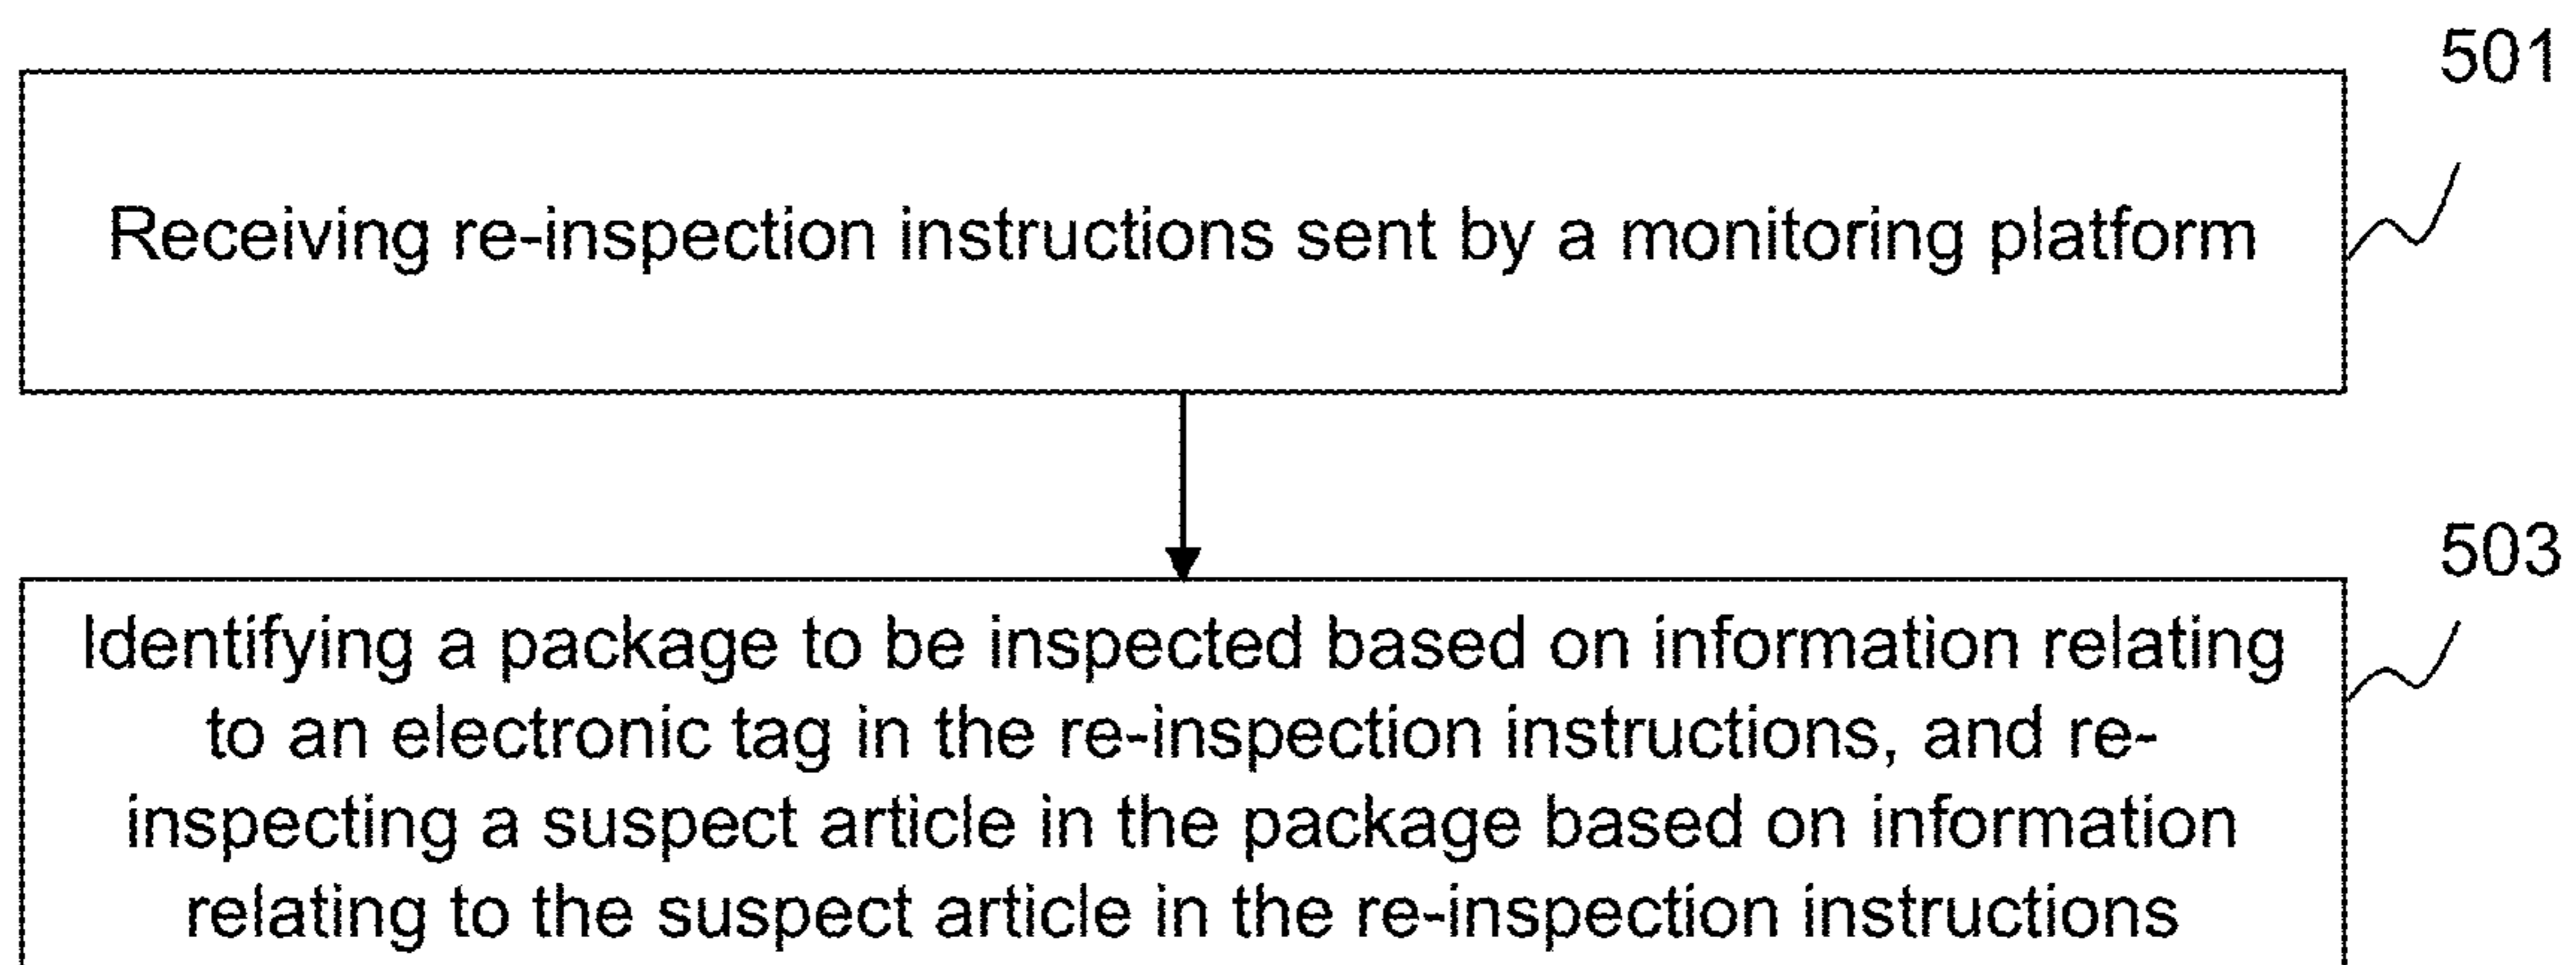 501
Receiving re-inspection instructions sent by a monitoring platform
503
Identifying a package to be inspected based on information relating
to an electronic tag in the re-inspection instructions, and re-
inspecting a suspect article in the package based on information
relating to the suspect article in the re-inspection instructions